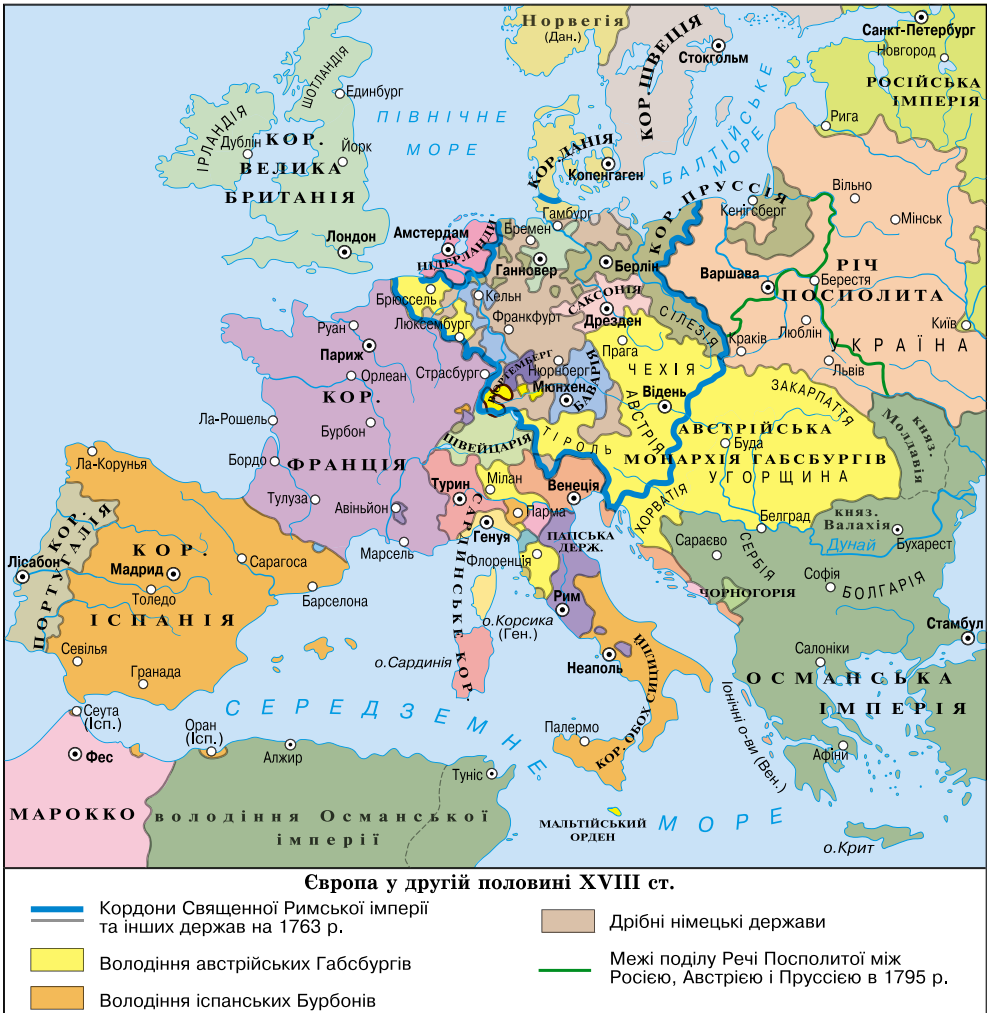 Норвегія
(Дан.)
КОР. ШВЕЦІЯ
Стокгольм
Санкт-Петербург
Новгород
РОСІЙСЬКА
ІМПЕРІЯ
Рига
ШОТЛАНДІЯ
Единбург
ІРЛАНДІЯ
Дублін
КОР.
ВЕЛИКА
БРИТАНІЯ
Йорк
Лондон
ПІВНІЧНЕ
МОРЕ
КОР. ДАНІЯ
Копенгаген
БАЛТІЙСЬКЕ
МОРЕ
КОР. ПРУССІЯ
Кенігсберг
Вільно
Мінськ
Гамбург
Бремен
Амстердам
НІДЕРЛАНДИ
Ганновер
Берлін
Варшава
Берестя
РІЧ
ПОСПОЛИТА
Брюссель
Кельн
САКСОНІЯ
Дрезден
СІЛЕЗІЯ
Люблін
Київ
УКРАЇНА
Люксембург
Франкфурт
Прага
Краків
Львів
Руан
Париж
Орлеан
Страсбург
ВЮРТЕМБЕРГ
Нюрнберг
Мюнхен
БАВАРІЯ
ЧЕХІЯ
Відень
ЗАКАРПАТТЯ
КОР.
ФРАНЦІЯ
Ла-Рошель
Бурбон
ШВЕЙЦАРІЯ
ТІРОЛЬ
АВСТРІЯ
АВСТРІЙСЬКА
Буда
МОНАРХІЯ ГАБСБУРГІВ
УГОРЩИНА
княз.
Молдавія
Ла-Корунья
Бордо
Тулуза
Авіньйон
Марсель
Турин
Мілан
Венеція
Парма
Генуя
ХОРВАТІЯ
Белград
княз.
Валахія
Дунай
Бухарест
КОР.
ПОРТУГАЛІЯ
Лісабон
КОР.
Мадрид
Толедо
ІСПАНІЯ
Сарагоса
Барселона
Севілья
Гранада
Флоренція
ПАПСЬКА
ДЕРЖ.
Рим
Сараєво
СЕРБІЯ
ЧОРНОГОРІЯ
Софія
БОЛГАРІЯ
Стамбул
САРДИНСЬКЕ КОР.
о.Корсика
(Ген.)
о.Сардинія
Неаполь
КОР. ОБОХ СИЦИЛІЙ
Палермо
Салоніки
ОСМАНСЬКА
ІМПЕРІЯ
Іонічні о-ви (Вен.)
Афіни
Сеута
(Ісп.)
Оран
(Ісп.)
Алжир
Туніс
Фес
СЕРЕДЗЕМНЕ
МОРЕ
МАРОККО
володіння Османської
імперії
МАЛЬТІЙСЬКИЙ
ОРДЕН
о.Крит
Європа у другій половині XVIII ст.
Кордони Священної Римської імперії
та інших держав на 1763 р.
Володіння австрійських Габсбургів
Володіння іспанських Бурбонів
Дрібні німецькі держави
Межі поділу Речі Посполитої між
Росією, Австрією і Пруссією в 1795 р.